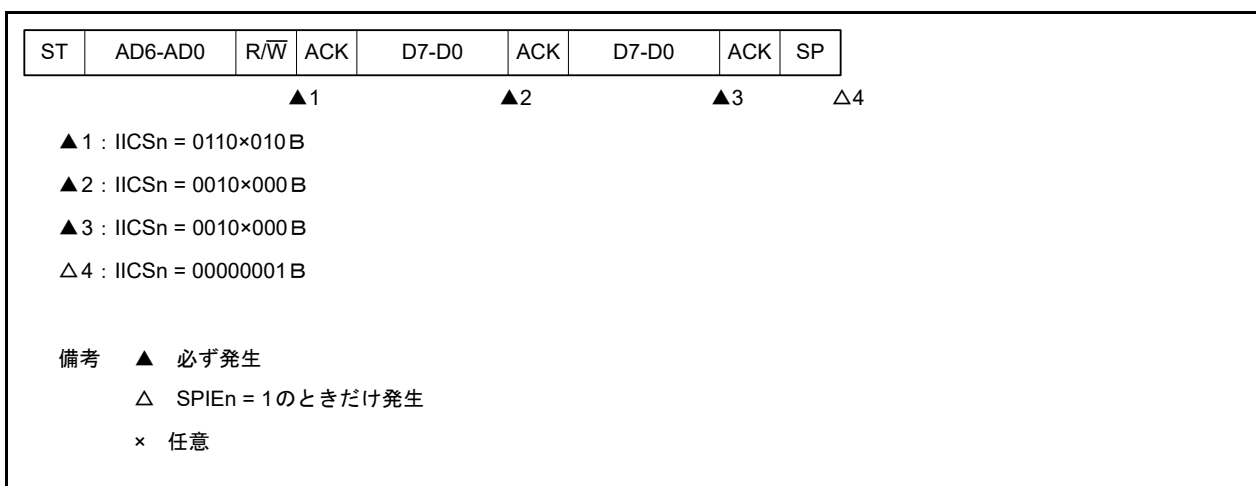 ST AD6-AD0 R/W̅ ACK D7-D0 ACK D7-D0 ACK SP
▲1 ▲2 ▲3 △4
▲1：IICSn = 0110×010B
▲2：IICSn = 0010×000B
▲3：IICSn = 0010×000B
△4：IICSn = 00000001B
備考 ▲ 必ず発生
△ SPIEn = 1のときだけ発生
× 任意